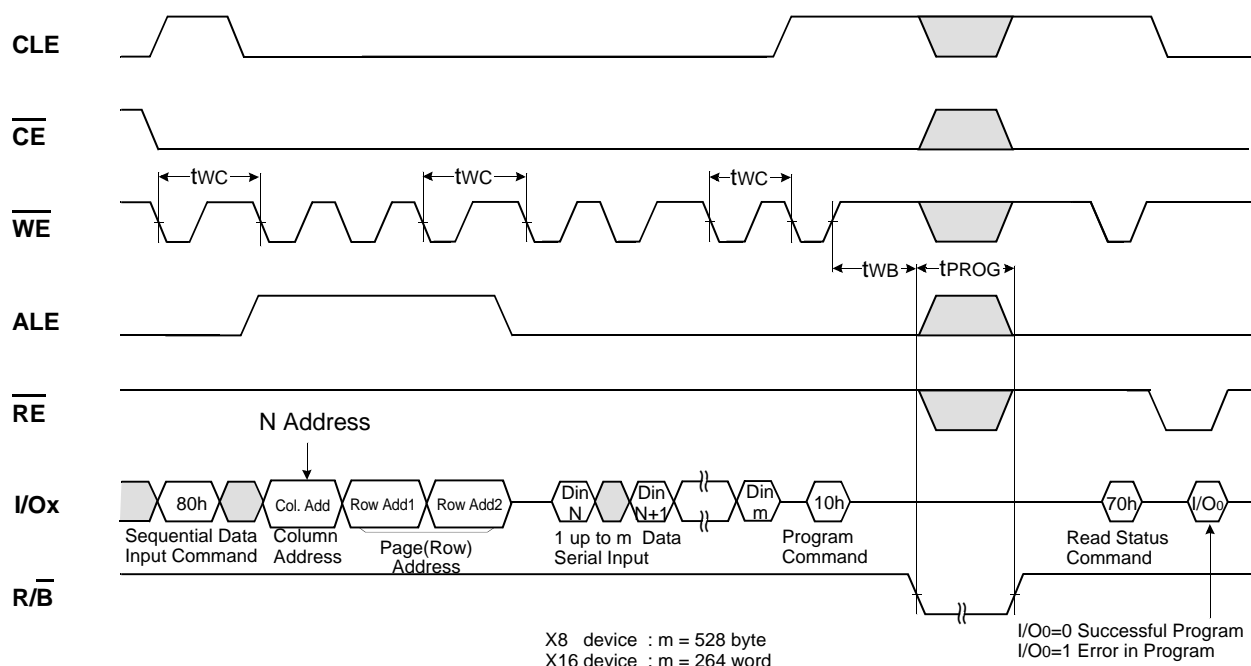 CLE
CE
tWC tWC tWC
WE
tWB tPROG
ALE
RE
N Address
I/Ox
80h Col. Add Row Add1 Row Add2 Din N Din N+1 Din m 10h 70h I/O0
Sequential Data Input Command
Column Address
Page(Row) Address
1 up to m Data Serial Input
Program Command
Read Status Command
R/B
X8 device : m = 528 byte
X16 device : m = 264 word
I/O0=0 Successful Program
I/O0=1 Error in Program